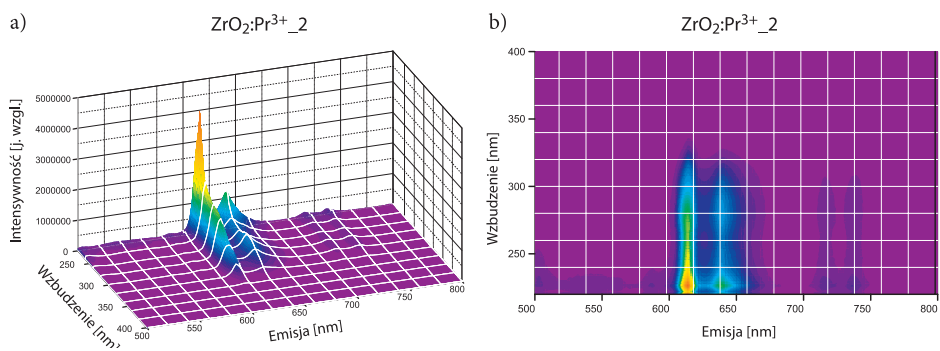 a)
ZrO₂:Pr³⁺_2
Intensywność [j. wzgl.]
5000000
4000000
3000000
2000000
1000000
0
250
300
350
400
Wzbudzenie [nm]
500
550
600
650
700
750
800
Emisja [nm]
b)
ZrO₂:Pr³⁺_2
Wzbudzenie [nm]
400
350
300
250
500 550 600 650 700 750 800
Emisja [nm]